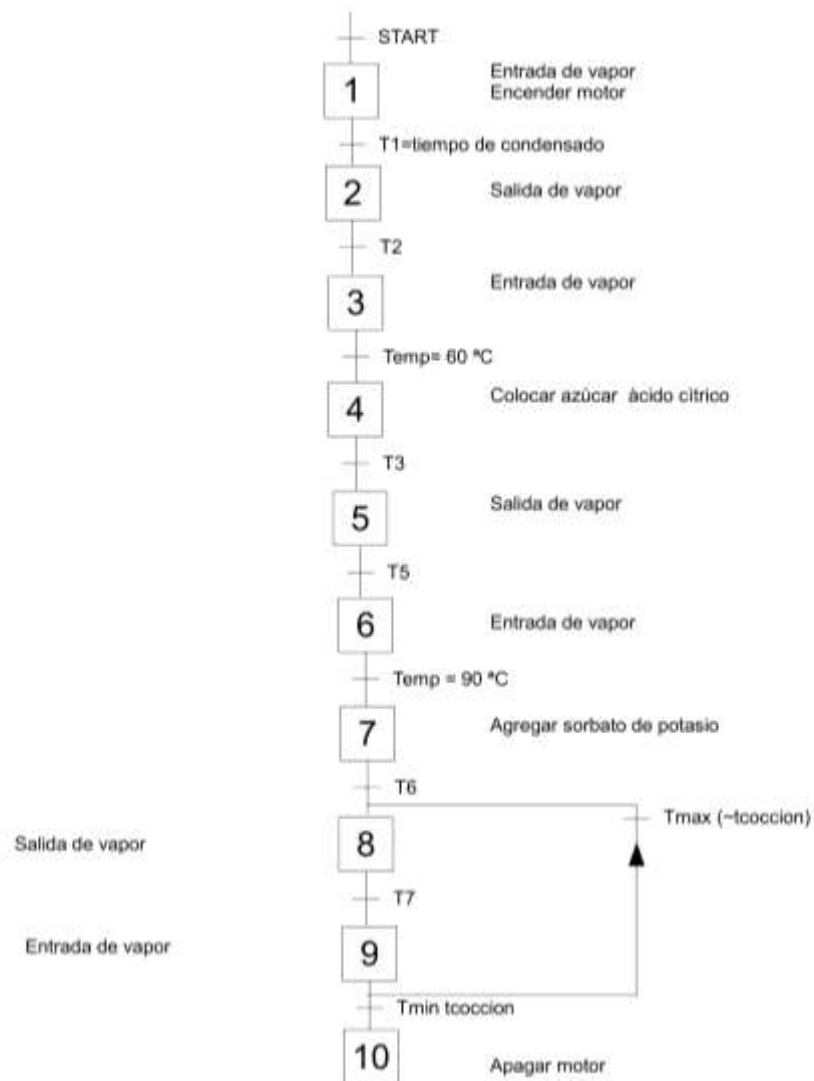 START
1
Entrada de vapor
Encender motor
T1=tiempo de condensado
2
Salida de vapor
T2
3
Entrada de vapor
Temp= 60 ºC
4
Colocar azùcar àcido cìtrico
T3
5
Salida de vapor
T5
6
Entrada de vapor
Temp = 90 ºC
7
Agregar sorbato de potasio
T6
Tmax (~tcoccion)
Salida de vapor
8
T7
Entrada de vapor
9
Tmin tcoccion
10
Apagar motor